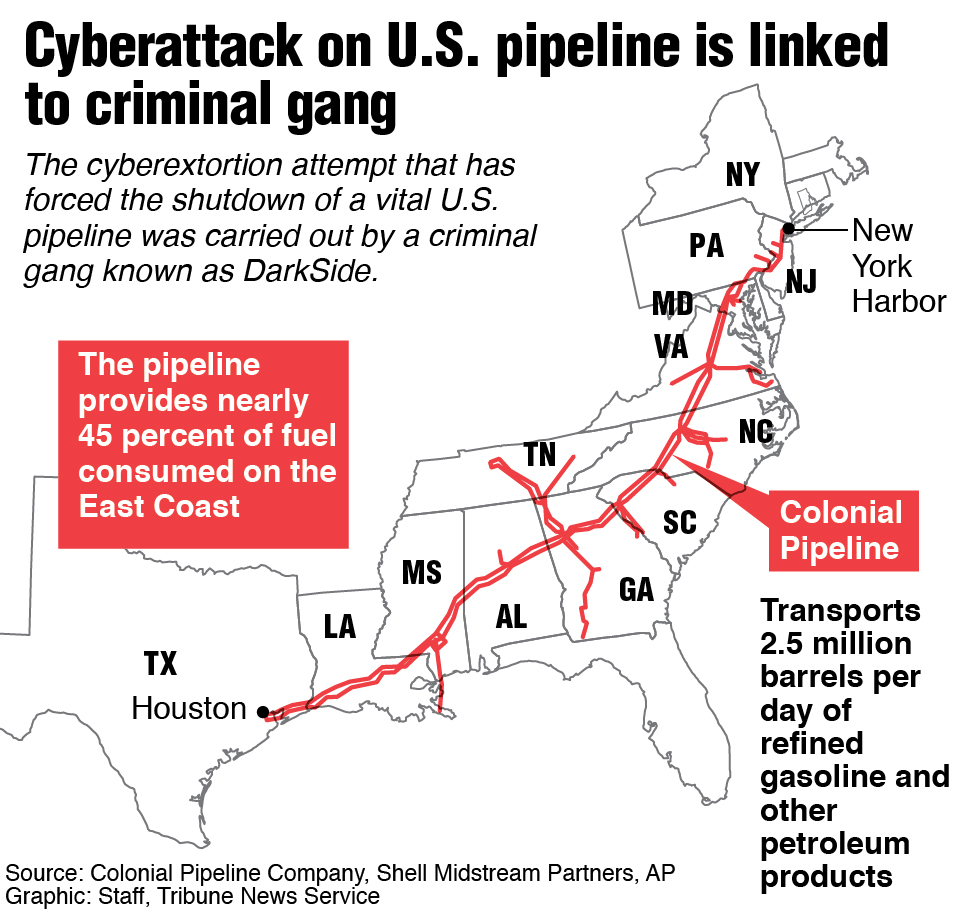 Cyberattack on U.S. pipeline is linked
to criminal gang
The cyberextortion attempt that has
forced the shutdown of a vital U.S.
pipeline was carried out by a criminal
gang known as DarkSide.
NY
PA
New
York
Harbor
NJ
MD
VA
The pipeline
provides nearly
45 percent of fuel
consumed on the
East Coast
NC
TN
SC
Colonial
Pipeline
MS
GA
AL
LA
TX
Houston
Transports
2.5 million
barrels per
day of
refined
gasoline and
other
petroleum
products
Source: Colonial Pipeline Company, Shell Midstream Partners, AP
Graphic: Staff, Tribune News Service